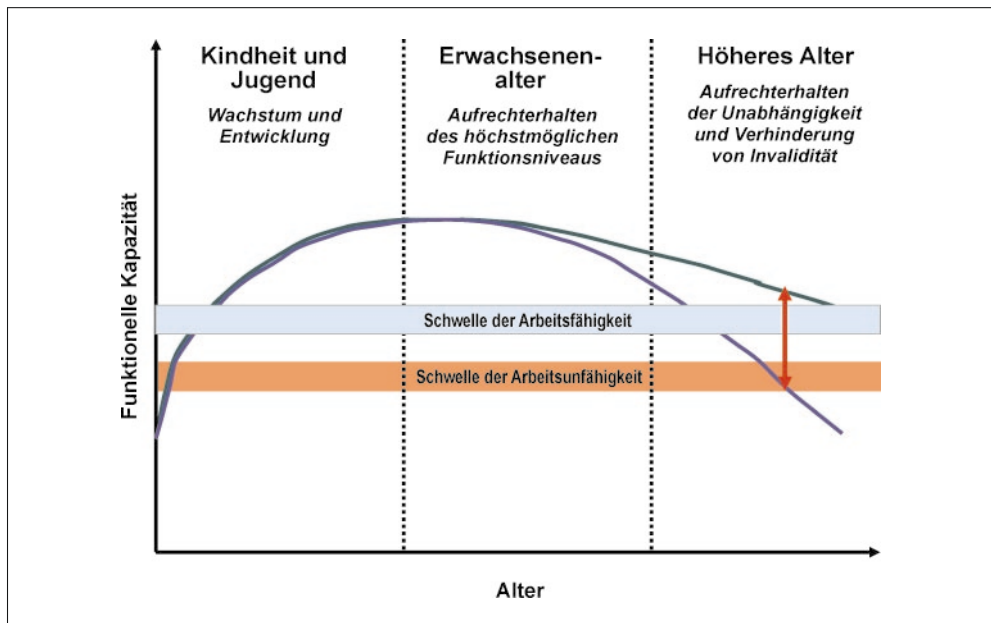 Kindheit und
Jugend
Wachstum und
Entwicklung
Erwachsenen-
alter
Aufrechterhalten
des höchstmöglichen
Funktionsniveaus
Höheres Alter
Aufrechterhalten
der Unabhängigkeit
und Verhinderung
von Invalidität
Funktionelle Kapazität
Schwelle der Arbeitsfähigkeit
Schwelle der Arbeitsunfähigkeit
Alter